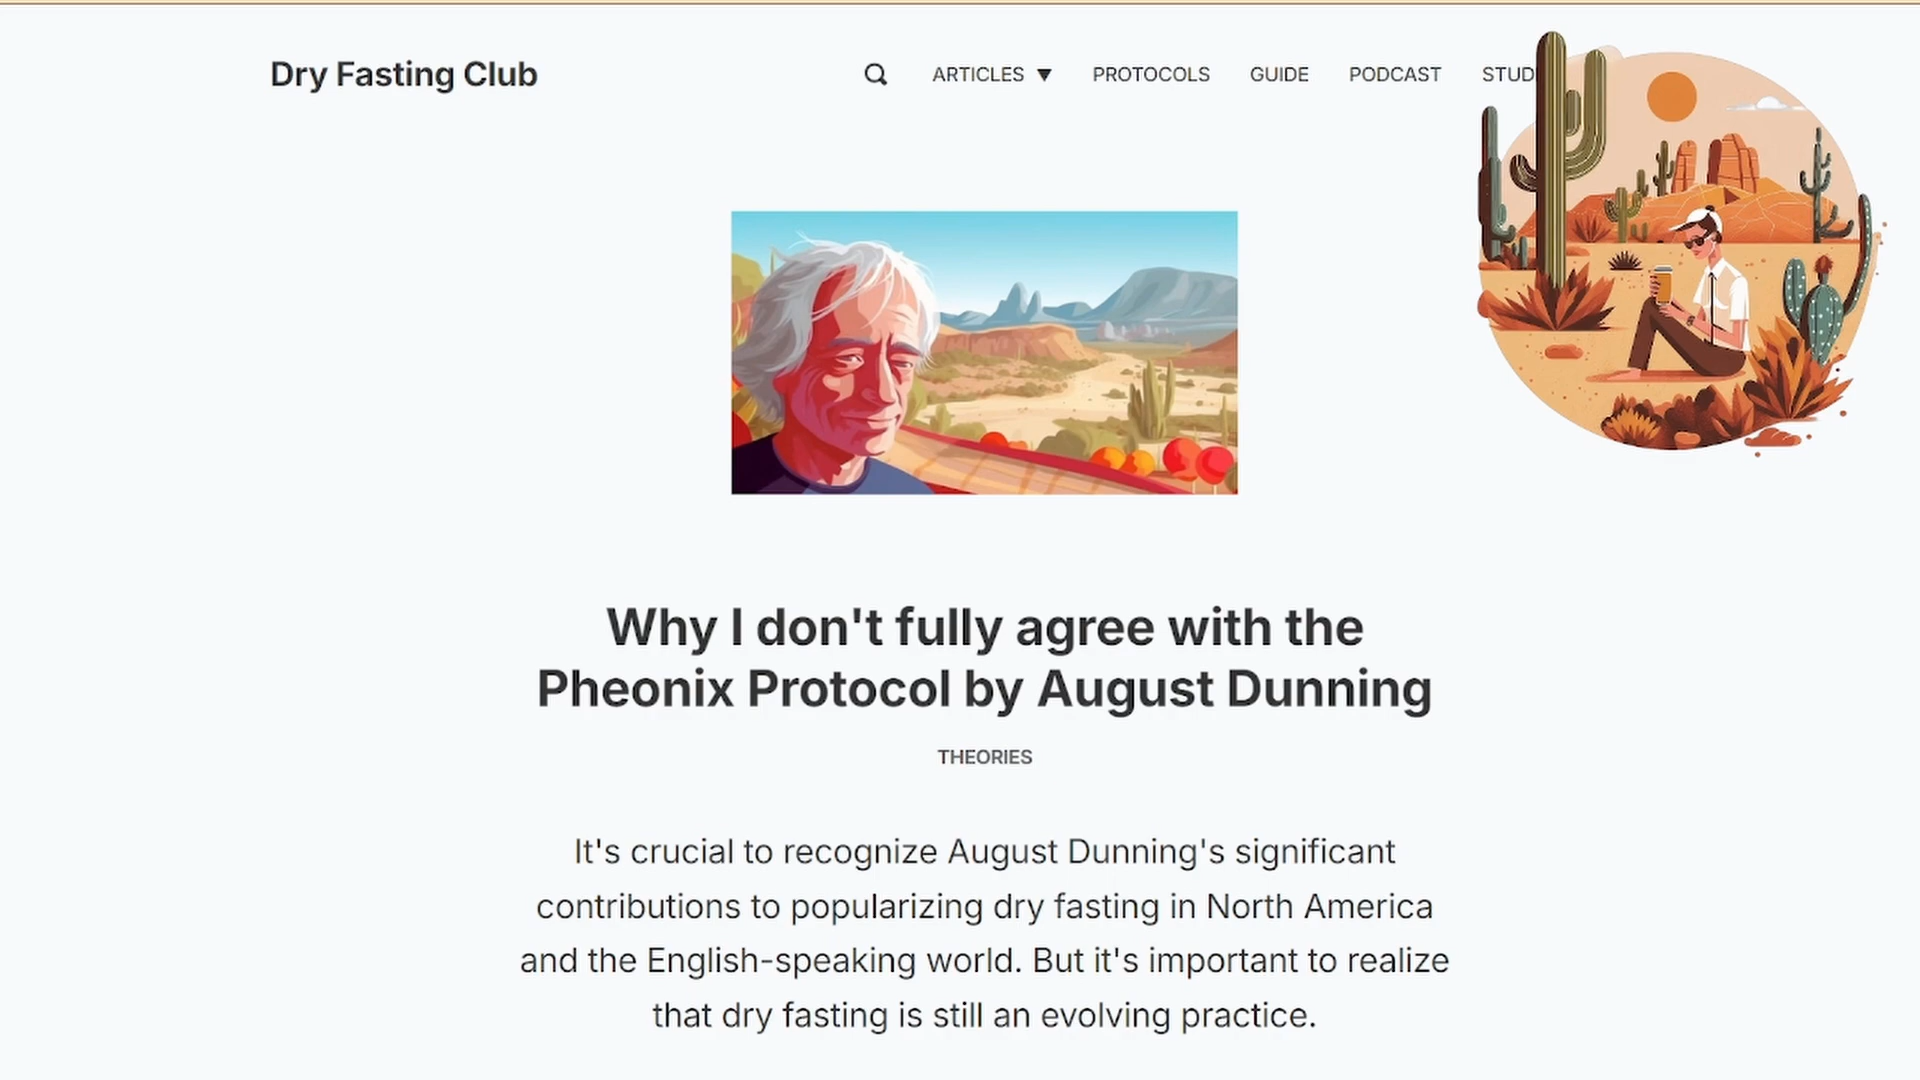 Dry Fasting Club
ARTICLES ▼ PROTOCOLS GUIDE PODCAST STUD
Why I don't fully agree with the
Pheonix Protocol by August Dunning
THEORIES
It's crucial to recognize August Dunning's significant
contributions to popularizing dry fasting in North America
and the English-speaking world. But it's important to realize
that dry fasting is still an evolving practice.